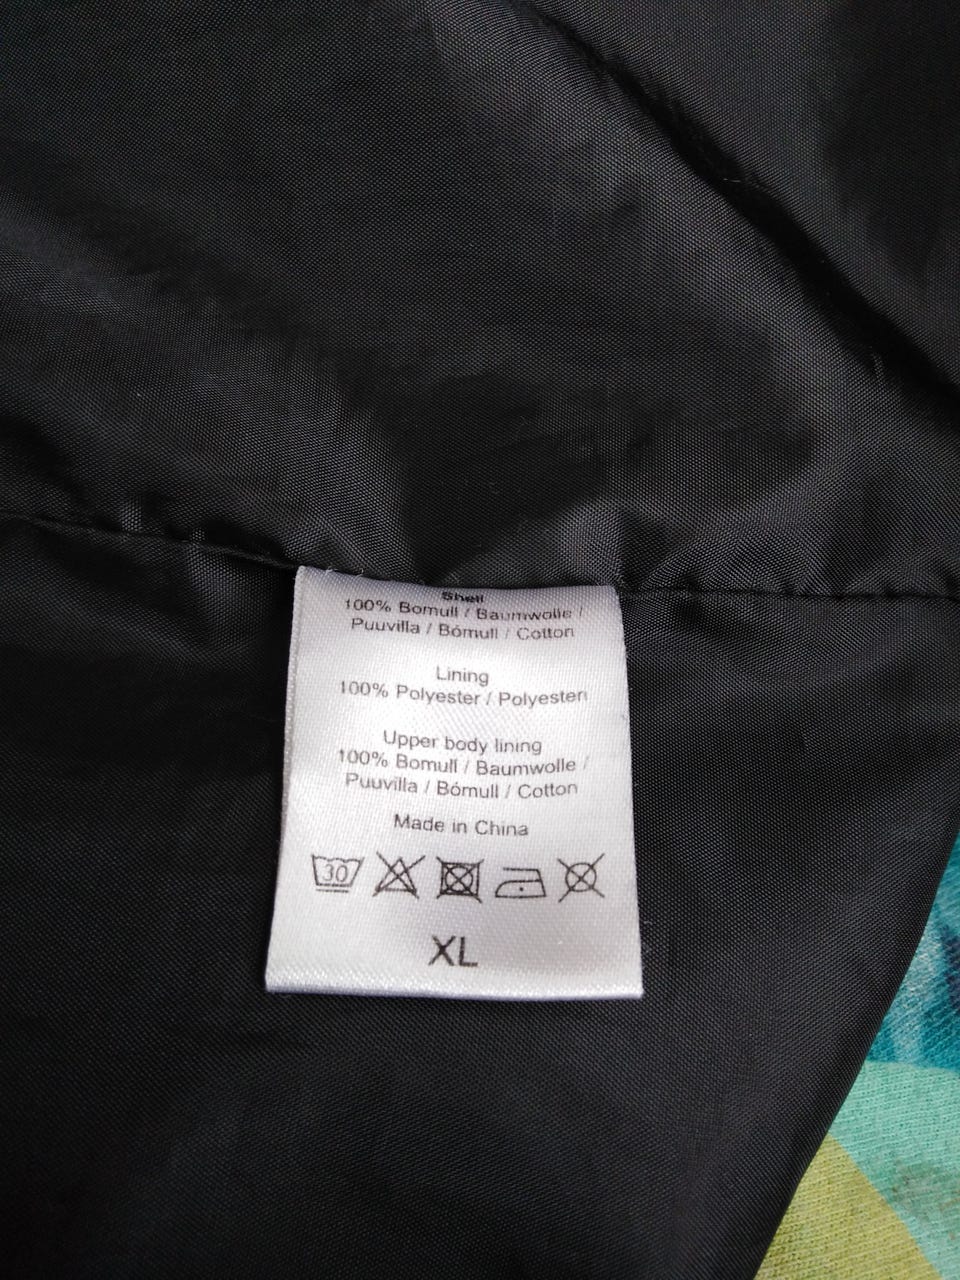 Shell
100% Bomull / Baumwolle /
Puuvilla / Bómull / Cotton
Lining
100% Polyester / Polyesteri
Upper body lining
100% Bomull / Baumwolle /
Puuvilla / Bómull / Cotton
Made in China
30
XL